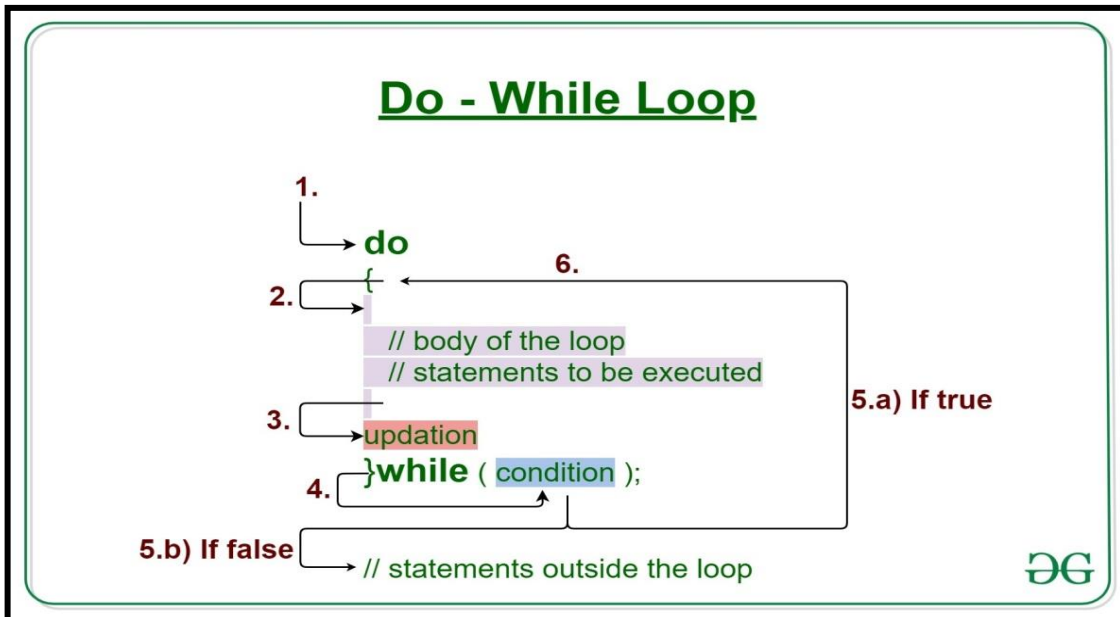 Do - While Loop
1.
do
6.
{
2.
// body of the loop
// statements to be executed
5.a) If true
3.
updation
}while ( condition );
4.
5.b) If false
// statements outside the loop